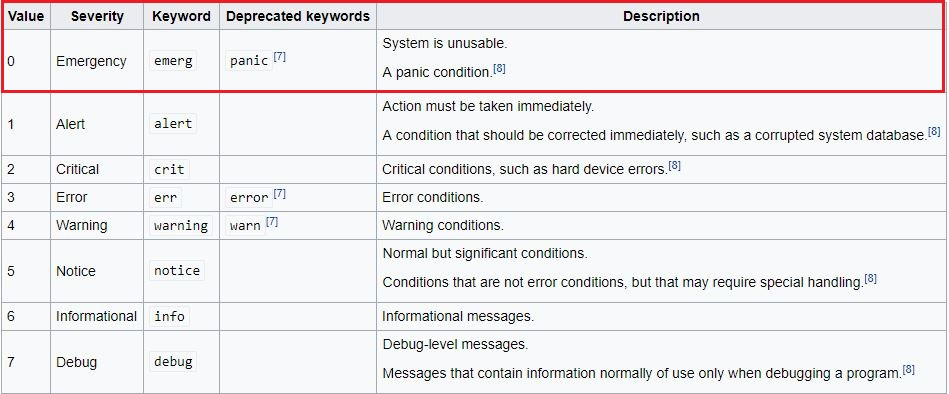 Value Severity Keyword Deprecated keywords Description
0 Emergency emerg panic [7] System is unusable.
A panic condition.[8]
1 Alert alert Action must be taken immediately.
A condition that should be corrected immediately, such as a corrupted system database.[8]
2 Critical crit Critical conditions, such as hard device errors.[8]
3 Error err error [7] Error conditions.
4 Warning warning warn [7] Warning conditions.
5 Notice notice Normal but significant conditions.
Conditions that are not error conditions, but that may require special handling.[8]
6 Informational info Informational messages.
7 Debug debug Debug-level messages.
Messages that contain information normally of use only when debugging a program.[8]